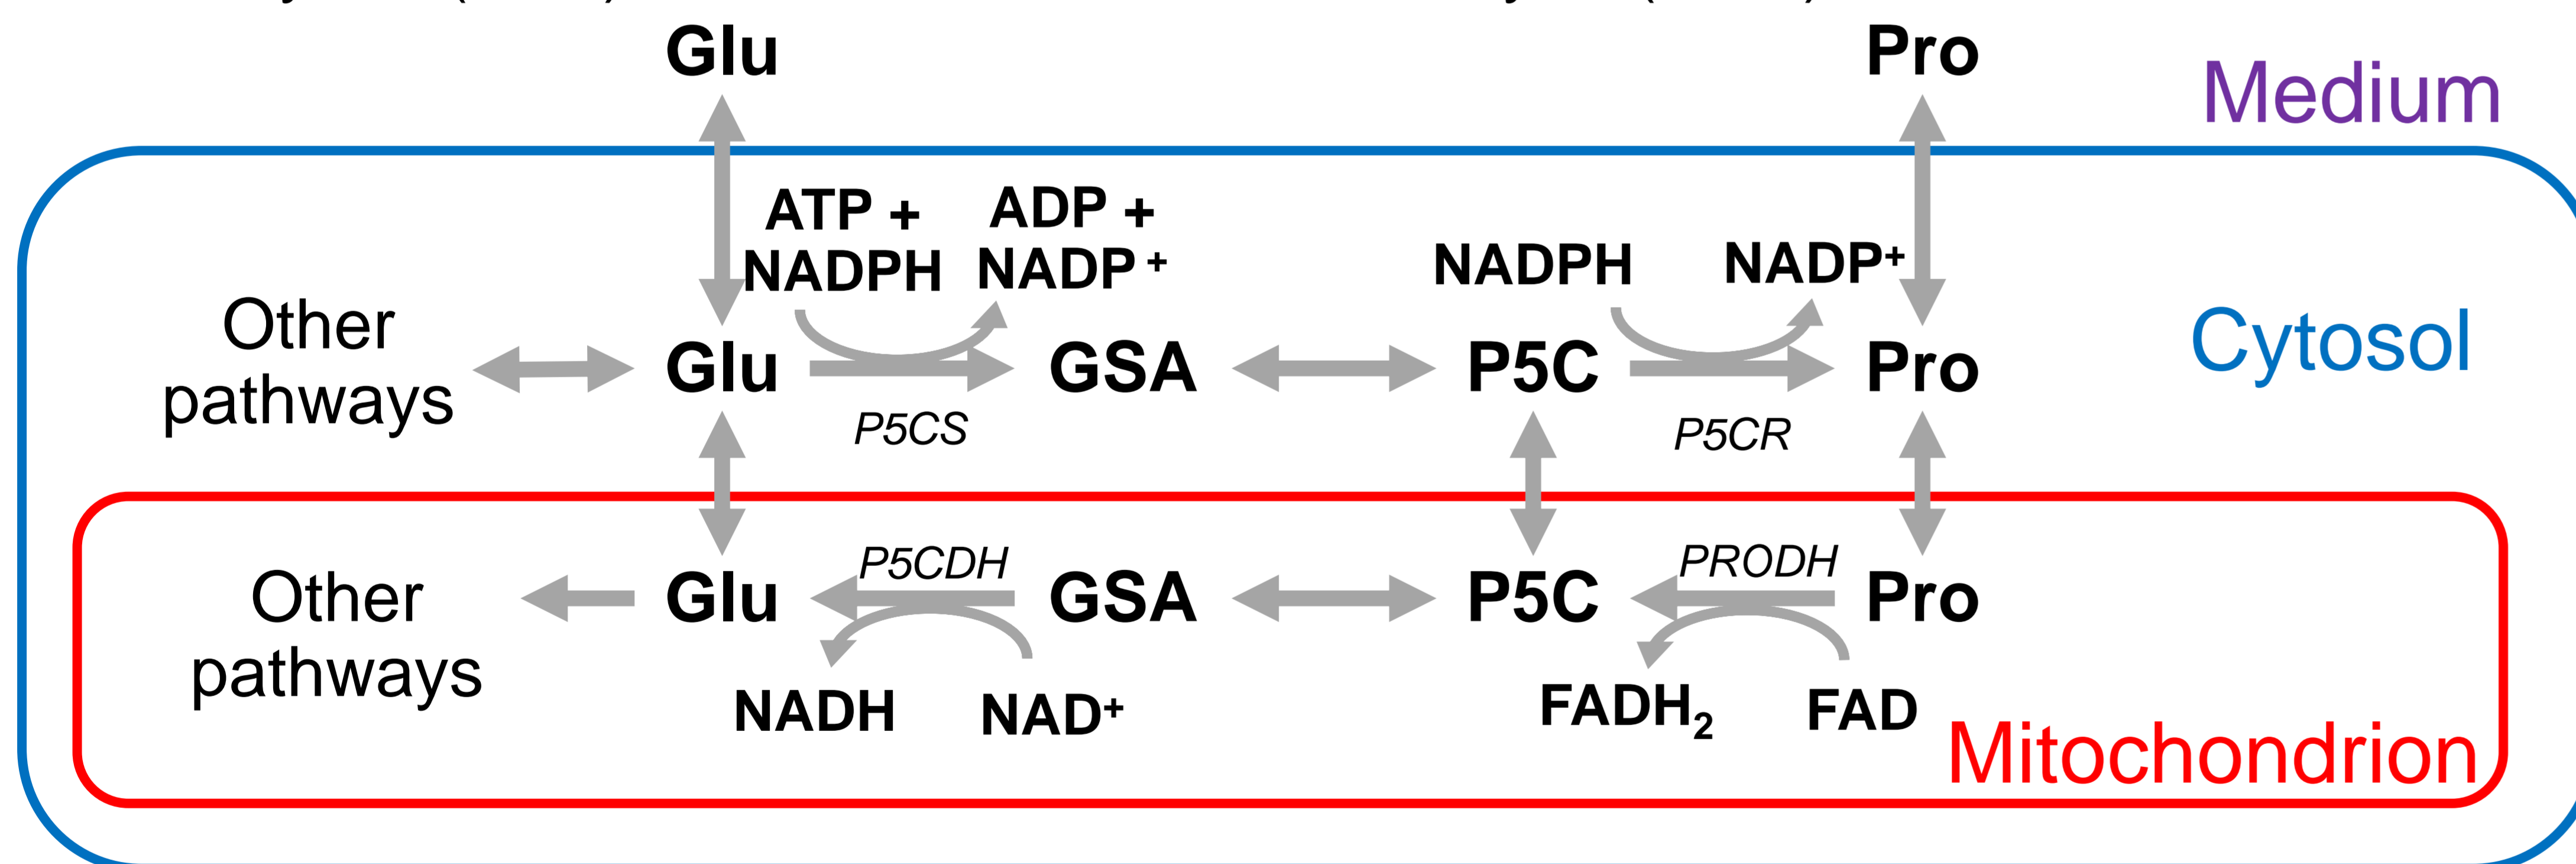 Glu
Pro
Medium
ATP +
NADPH
ADP +
NADP +
NADPH
NADP+
Other
pathways
Glu
GSA
P5C
Pro
Cytosol
P5CS
P5CR
P5CDH
PRODH
Other
pathways
Glu
GSA
P5C
Pro
NADH
NAD+
FADH2
FAD
Mitochondrion